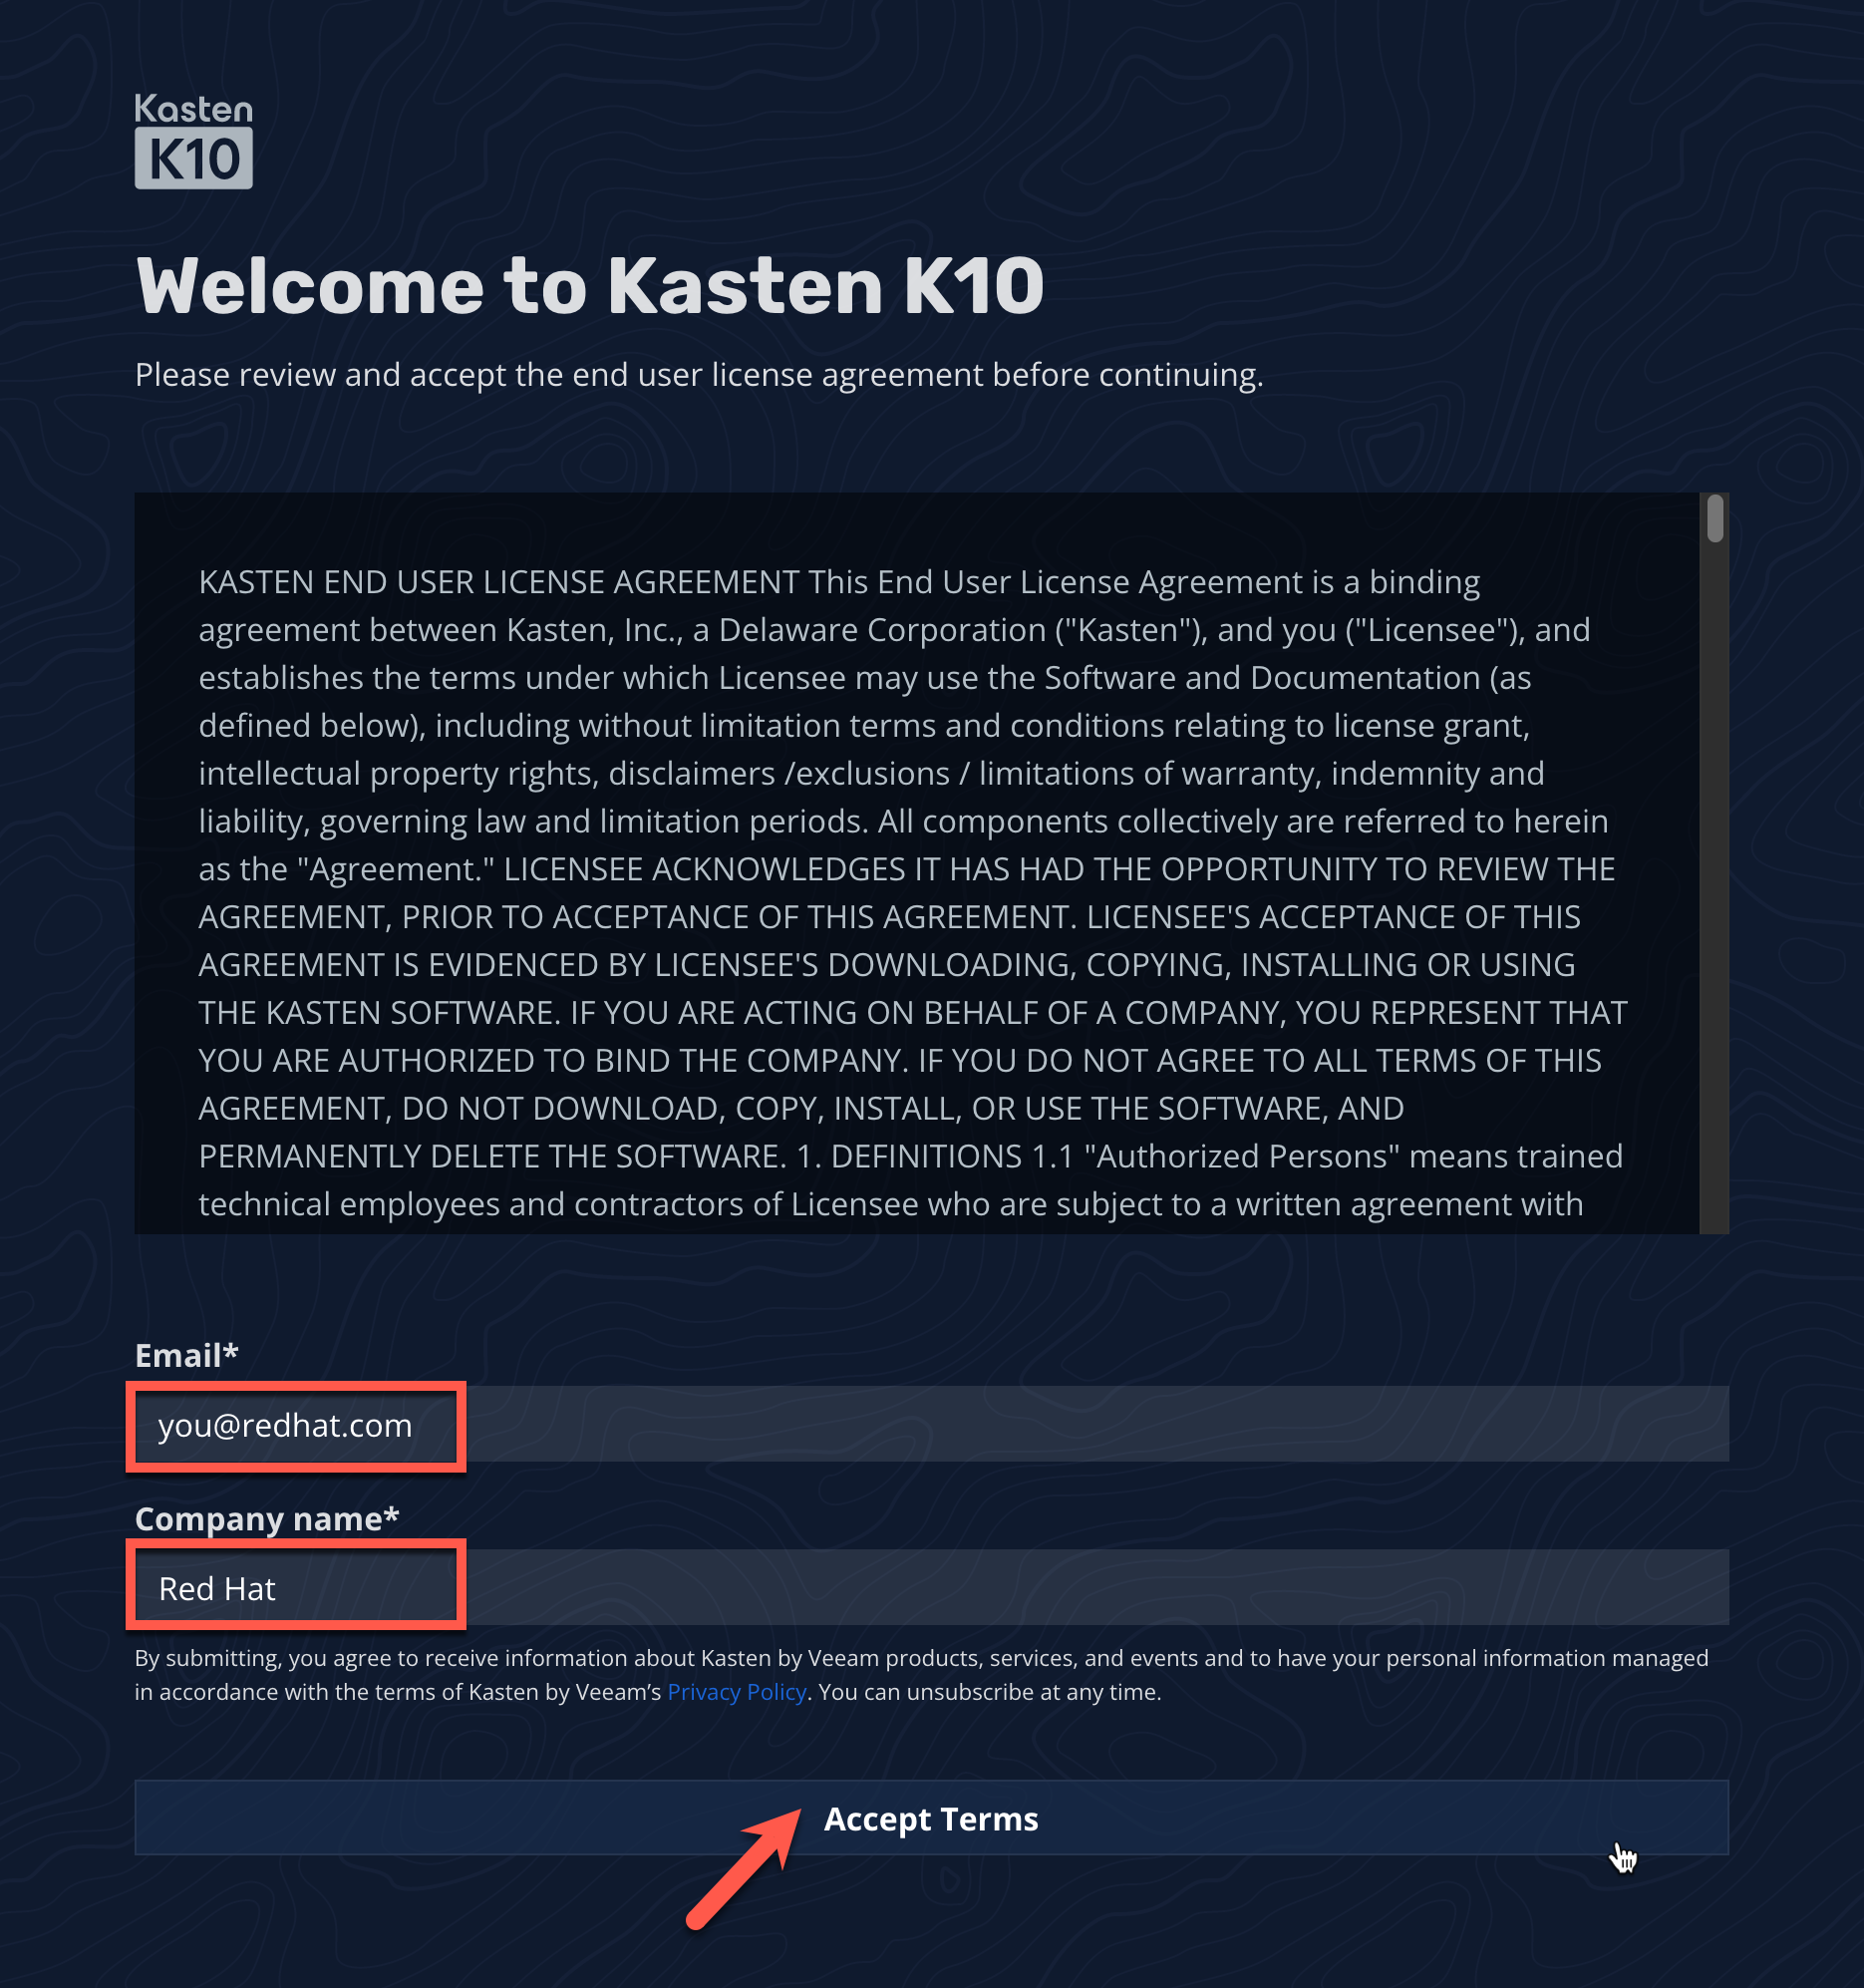 Kasten
K10
Welcome to Kasten K10
Please review and accept the end user license agreement before continuing.
KASTEN END USER LICENSE AGREEMENT This End User License Agreement is a binding
agreement between Kasten, Inc., a Delaware Corporation ("Kasten"), and you ("Licensee"), and
establishes the terms under which Licensee may use the Software and Documentation (as
defined below), including without limitation terms and conditions relating to license grant,
intellectual property rights, disclaimers /exclusions / limitations of warranty, indemnity and
liability, governing law and limitation periods. All components collectively are referred to herein
as the "Agreement." LICENSEE ACKNOWLEDGES IT HAS HAD THE OPPORTUNITY TO REVIEW THE
AGREEMENT, PRIOR TO ACCEPTANCE OF THIS AGREEMENT. LICENSEE'S ACCEPTANCE OF THIS
AGREEMENT IS EVIDENCED BY LICENSEE'S DOWNLOADING, COPYING, INSTALLING OR USING
THE KASTEN SOFTWARE. IF YOU ARE ACTING ON BEHALF OF A COMPANY, YOU REPRESENT THAT
YOU ARE AUTHORIZED TO BIND THE COMPANY. IF YOU DO NOT AGREE TO ALL TERMS OF THIS
AGREEMENT, DO NOT DOWNLOAD, COPY, INSTALL, OR USE THE SOFTWARE, AND
PERMANENTLY DELETE THE SOFTWARE. 1. DEFINITIONS 1.1 "Authorized Persons" means trained
technical employees and contractors of Licensee who are subject to a written agreement with
Email*
you@redhat.com
Company name*
Red Hat
By submitting, you agree to receive information about Kasten by Veeam products, services, and events and to have your personal information managed
in accordance with the terms of Kasten by Veeam’s Privacy Policy. You can unsubscribe at any time.
Accept Terms